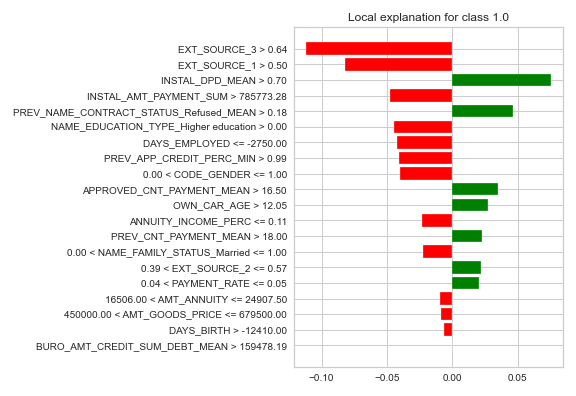 Local explanation for class 1.0
EXT_SOURCE_3 > 0.64
EXT_SOURCE_1 > 0.50
INSTAL_DPD_MEAN > 0.70
INSTAL_AMT_PAYMENT_SUM > 785773.28
PREV_NAME_CONTRACT_STATUS_Refused_MEAN > 0.18
NAME_EDUCATION_TYPE_Higher education > 0.00
DAYS_EMPLOYED <= -2750.00
PREV_APP_CREDIT_PERC_MIN > 0.99
0.00 < CODE_GENDER <= 1.00
APPROVED_CNT_PAYMENT_MEAN > 16.50
OWN_CAR_AGE > 12.05
ANNUITY_INCOME_PERC <= 0.11
PREV_CNT_PAYMENT_MEAN > 18.00
0.00 < NAME_FAMILY_STATUS_Married <= 1.00
0.39 < EXT_SOURCE_2 <= 0.57
0.04 < PAYMENT_RATE <= 0.05
16506.00 < AMT_ANNUITY <= 24907.50
450000.00 < AMT_GOODS_PRICE <= 679500.00
DAYS_BIRTH > -12410.00
BURO_AMT_CREDIT_SUM_DEBT_MEAN > 159478.19
−0.10 −0.05 0.00 0.05